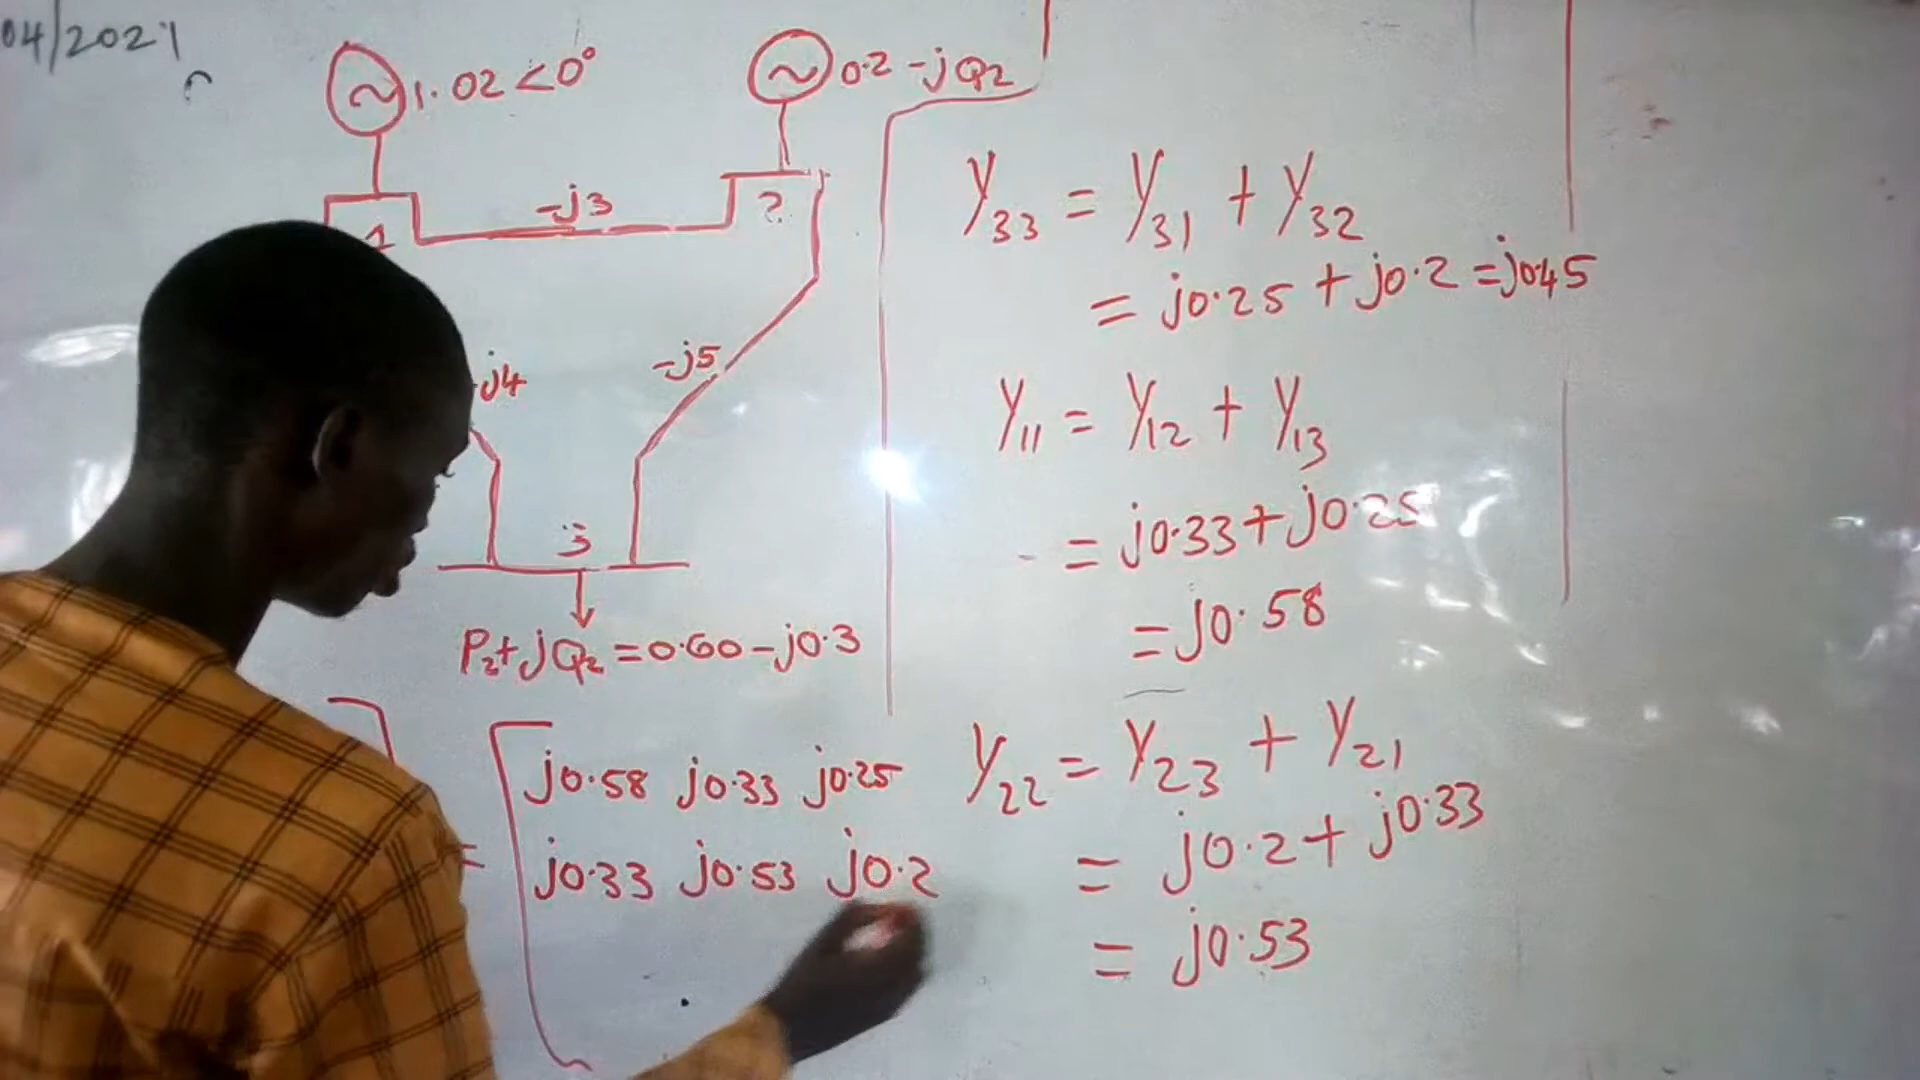 04/2021
1.02<0°
0.2-jQ2
1
-j3
2
-j4
-j5
3
P2+jQ2=0.60-j0.3
= [ j0.58 j0.33 j0.25
j0.33 j0.53 j0.2
Y33 = Y31 + Y32
= j0.25 + j0.2 = j0.45
Y11 = Y12 + Y13
= j0.33 + j0.25
= j0.58
Y22 = Y23 + Y21
= j0.2 + j0.33
= j0.53